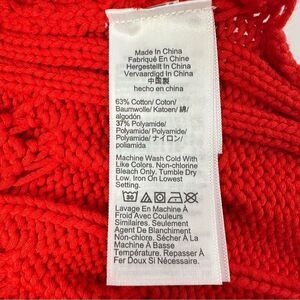 Made In China
Fabriqué En Chine
Hergestellt In China
Vervaardigd In China
中国製
hecho en china
63% Cotton/ Coton/
Baumwolle/ Katoen/ 綿/
algodón
37% Polyamide/
Polyamide/ Polyamide/
Polyamide/ ナイロン/
poliamida
Machine Wash Cold With
Like Colors. Non-chlorine
Bleach Only. Tumble Dry
Low. Iron On Lowest
Setting.
30
Lavage En Machine À
Froid Avec Couleurs
Similaires, Seulement
Agent De Blanchiment
Non-chlore. Sécher À La
Machine À Basse
Température. Repasser À
Fer Doux Si Nécessaire.